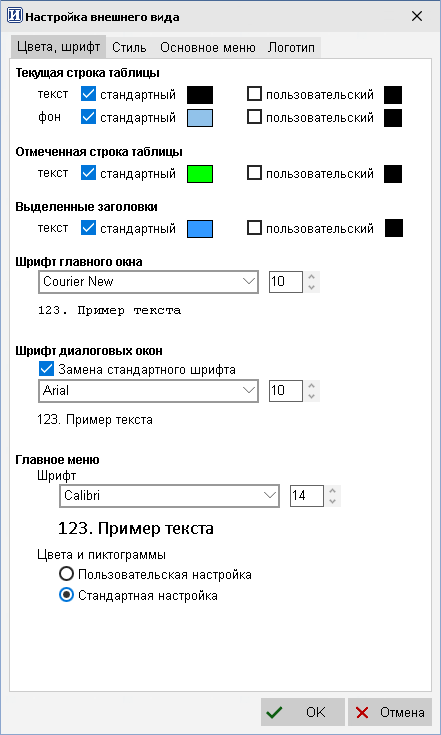 Настройка внешнего вида
Цвета, шрифт Стиль Основное меню Логотип
Текущая строка таблицы
текст стандартный пользовательский
фон стандартный пользовательский
Отмеченная строка таблицы
текст стандартный пользовательский
Выделенные заголовки
текст стандартный пользовательский
Шрифт главного окна
Courier New 10
123. Пример текста
Шрифт диалоговых окон
Замена стандартного шрифта
Arial 10
123. Пример текста
Главное меню
Шрифт
Calibri 14
123. Пример текста
Цвета и пиктограммы
Пользовательская настройка
Стандартная настройка
OK Отмена